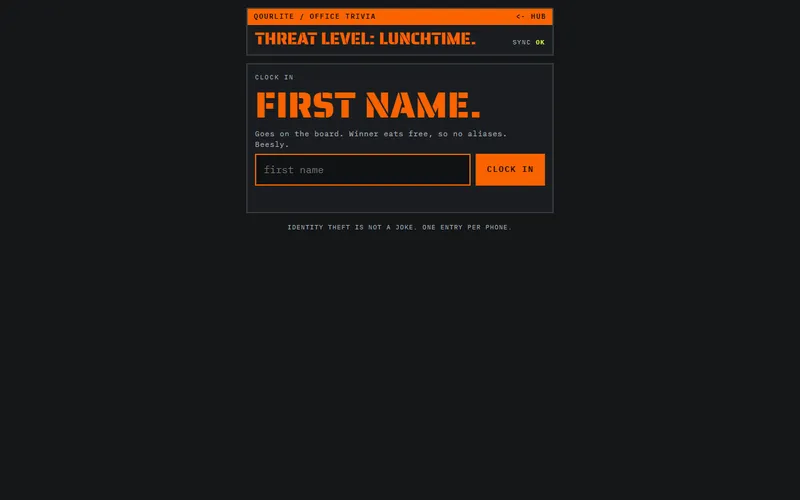 QOURLITE / OFFICE TRIVIA
<- HUB
THREAT LEVEL: LUNCHTIME.
SYNC OK
CLOCK IN
FIRST NAME.
Goes on the board. Winner eats free, so no aliases.
Beesly.
first name
CLOCK IN
IDENTITY THEFT IS NOT A JOKE. ONE ENTRY PER PHONE.